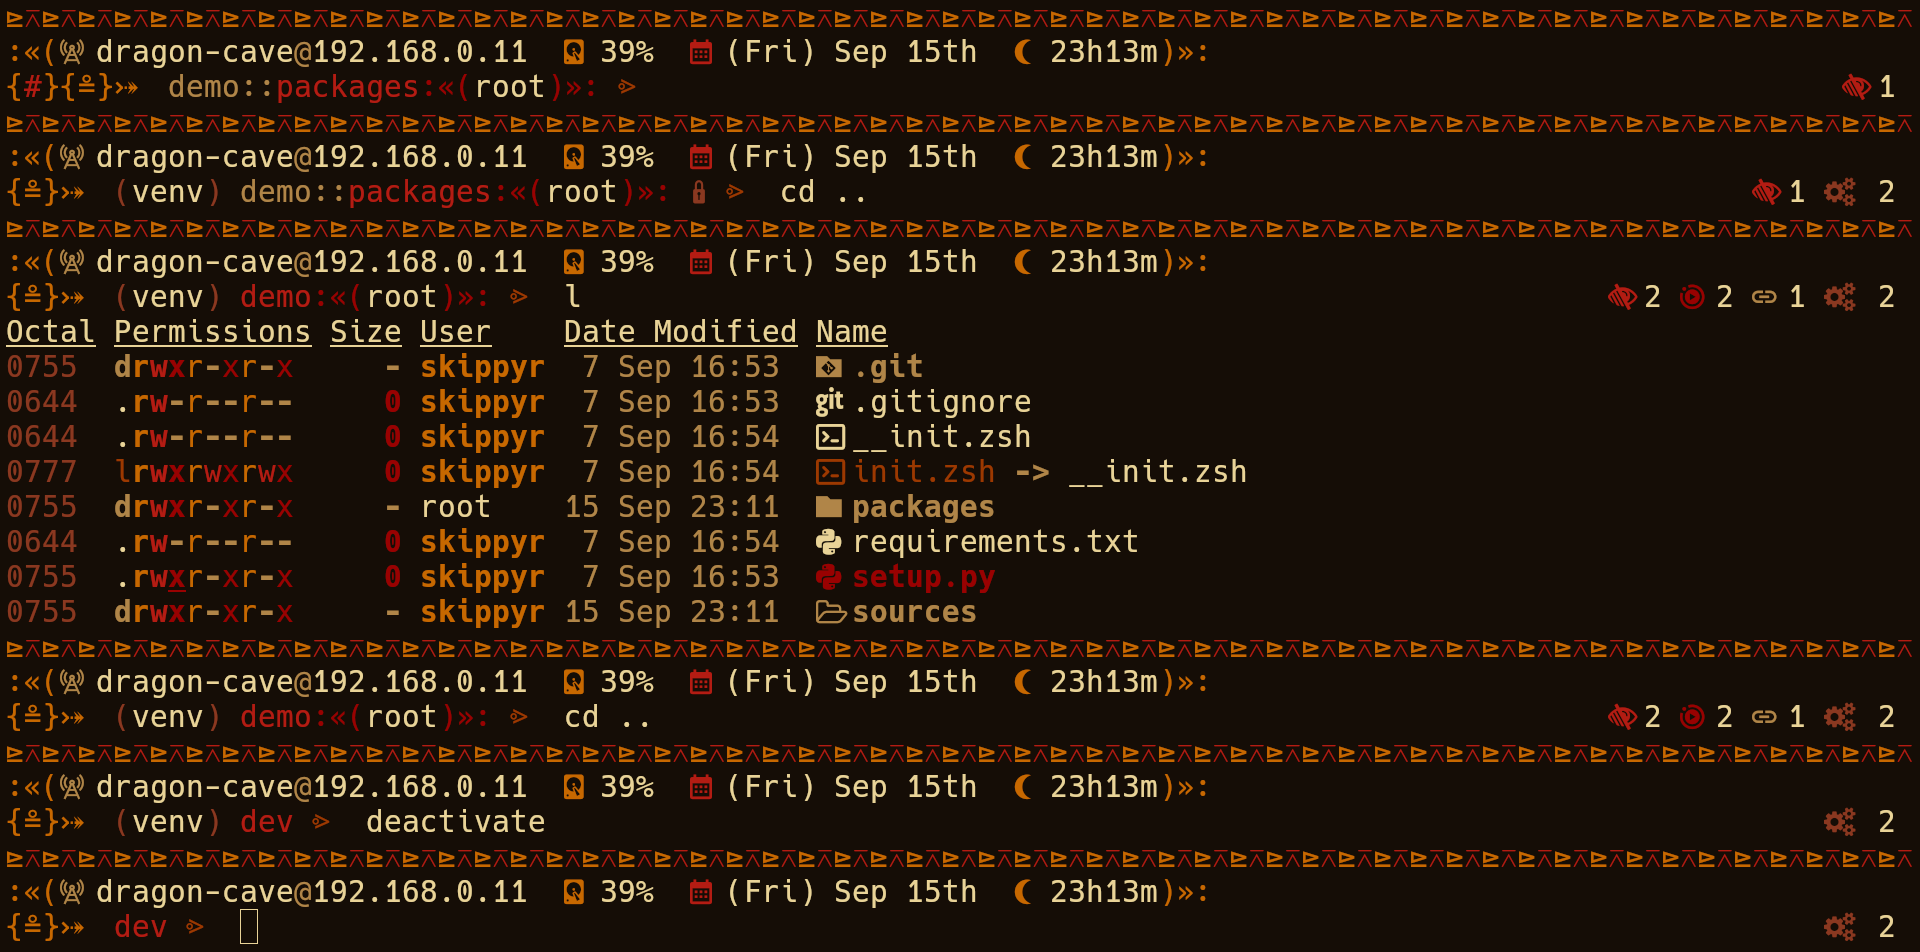 :«( dragon-cave@192.168.0.11 39% (Fri) Sep 15th 23h13m)»:
{#}{≗}➳ demo::packages:«(root)»: ⪢ 1
:«( dragon-cave@192.168.0.11 39% (Fri) Sep 15th 23h13m)»:
{≗}➳ (venv) demo::packages:«(root)»: ⪢ cd .. 1 2
:«( dragon-cave@192.168.0.11 39% (Fri) Sep 15th 23h13m)»:
{≗}➳ (venv) demo:«(root)»: ⪢ l 2 2 1 2
Octal Permissions Size User Date Modified Name
0755 drwxr-xr-x - skippyr 7 Sep 16:53 .git
0644 .rw-r--r-- 0 skippyr 7 Sep 16:53 .gitignore
0644 .rw-r--r-- 0 skippyr 7 Sep 16:54 __init.zsh
0777 lrwxrwxrwx 0 skippyr 7 Sep 16:54 init.zsh -> __init.zsh
0755 drwxr-xr-x - root 15 Sep 23:11 packages
0644 .rw-r--r-- 0 skippyr 7 Sep 16:54 requirements.txt
0755 .rwxr-xr-x 0 skippyr 7 Sep 16:53 setup.py
0755 drwxr-xr-x - skippyr 15 Sep 23:11 sources
:«( dragon-cave@192.168.0.11 39% (Fri) Sep 15th 23h13m)»:
{≗}➳ (venv) demo:«(root)»: ⪢ cd .. 2 2 1 2
:«( dragon-cave@192.168.0.11 39% (Fri) Sep 15th 23h13m)»:
{≗}➳ (venv) dev ⪢ deactivate 2
:«( dragon-cave@192.168.0.11 39% (Fri) Sep 15th 23h13m)»:
{≗}➳ dev ⪢ 2